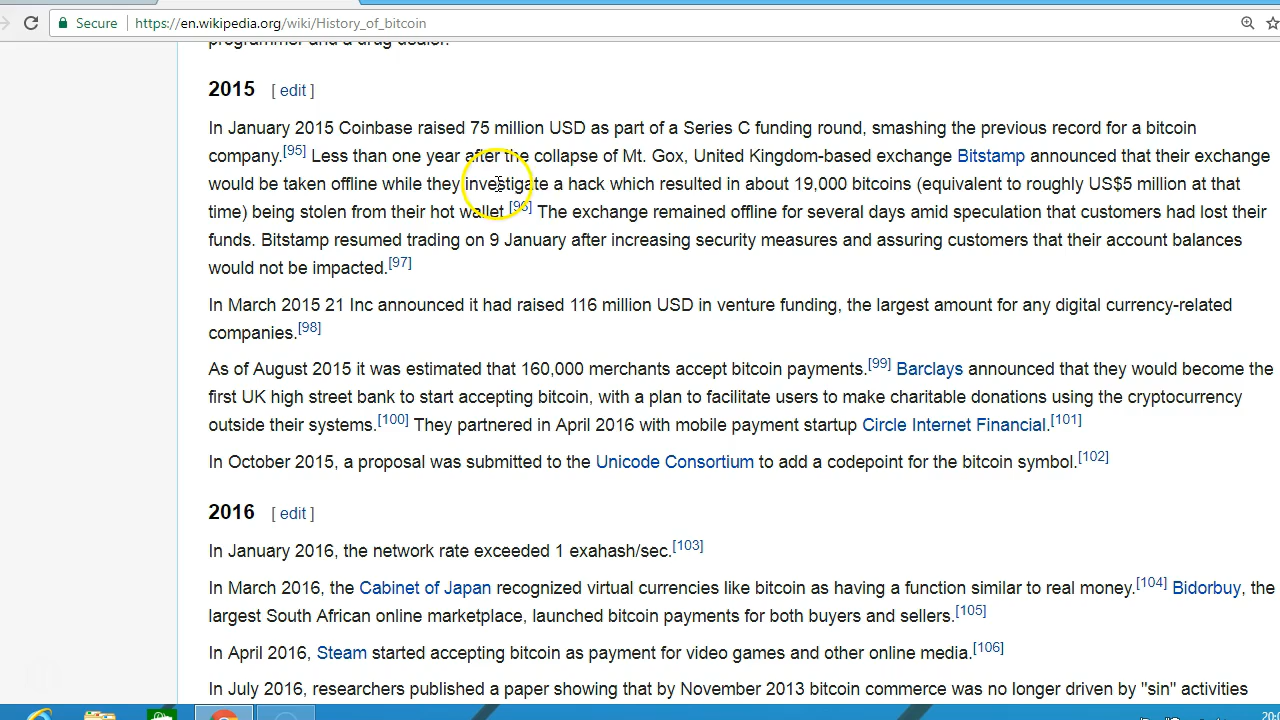 Secure
https://en.wikipedia.org/wiki/History_of_bitcoin
programmer and a drug dealer.
2015 [ edit ]
In January 2015 Coinbase raised 75 million USD as part of a Series C funding round, smashing the previous record for a bitcoin
company.[95] Less than one year after the collapse of Mt. Gox, United Kingdom-based exchange Bitstamp announced that their exchange
would be taken offline while they investigate a hack which resulted in about 19,000 bitcoins (equivalent to roughly US$5 million at that
time) being stolen from their hot wallet.[96] The exchange remained offline for several days amid speculation that customers had lost their
funds. Bitstamp resumed trading on 9 January after increasing security measures and assuring customers that their account balances
would not be impacted.[97]
In March 2015 21 Inc announced it had raised 116 million USD in venture funding, the largest amount for any digital currency-related
companies.[98]
As of August 2015 it was estimated that 160,000 merchants accept bitcoin payments.[99] Barclays announced that they would become the
first UK high street bank to start accepting bitcoin, with a plan to facilitate users to make charitable donations using the cryptocurrency
outside their systems.[100] They partnered in April 2016 with mobile payment startup Circle Internet Financial.[101]
In October 2015, a proposal was submitted to the Unicode Consortium to add a codepoint for the bitcoin symbol.[102]
2016 [ edit ]
In January 2016, the network rate exceeded 1 exahash/sec.[103]
In March 2016, the Cabinet of Japan recognized virtual currencies like bitcoin as having a function similar to real money.[104] Bidorbuy, the
largest South African online marketplace, launched bitcoin payments for both buyers and sellers.[105]
In April 2016, Steam started accepting bitcoin as payment for video games and other online media.[106]
In July 2016, researchers published a paper showing that by November 2013 bitcoin commerce was no longer driven by "sin" activities